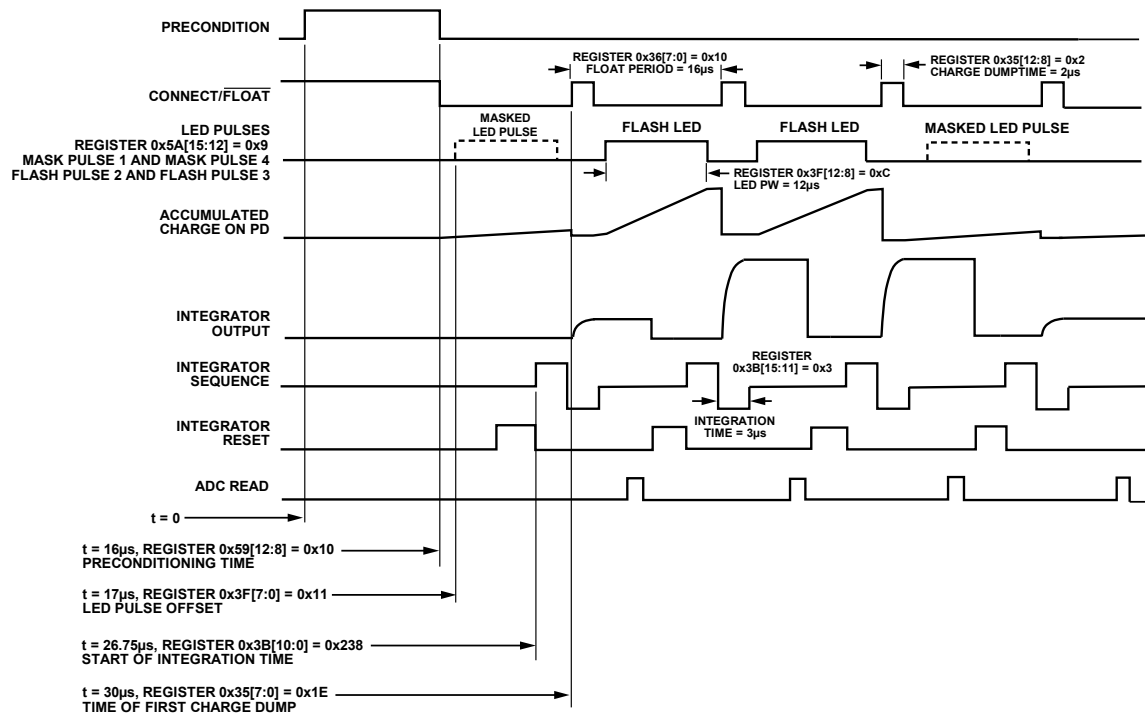 PRECONDITION
REGISTER 0x36[7:0] = 0x10
FLOAT PERIOD = 16µs
REGISTER 0x35[12:8] = 0x2
CHARGE DUMPTIME = 2µs
CONNECT/FLOAT
LED PULSES
REGISTER 0x5A[15:12] = 0x9
MASK PULSE 1 AND MASK PULSE 4
FLASH PULSE 2 AND FLASH PULSE 3
MASKED
LED PULSE
FLASH LED
FLASH LED
MASKED LED PULSE
REGISTER 0x3F[12:8] = 0xC
LED PW = 12µs
ACCUMULATED
CHARGE ON PD
INTEGRATOR
OUTPUT
INTEGRATOR
SEQUENCE
REGISTER
0x3B[15:11] = 0x3
INTEGRATION
TIME = 3µs
INTEGRATOR
RESET
ADC READ
t = 0
t = 16µs, REGISTER 0x59[12:8] = 0x10
PRECONDITIONING TIME
t = 17µs, REGISTER 0x3F[7:0] = 0x11
LED PULSE OFFSET
t = 26.75µs, REGISTER 0x3B[10:0] = 0x238
START OF INTEGRATION TIME
t = 30µs, REGISTER 0x35[7:0] = 0x1E
TIME OF FIRST CHARGE DUMP